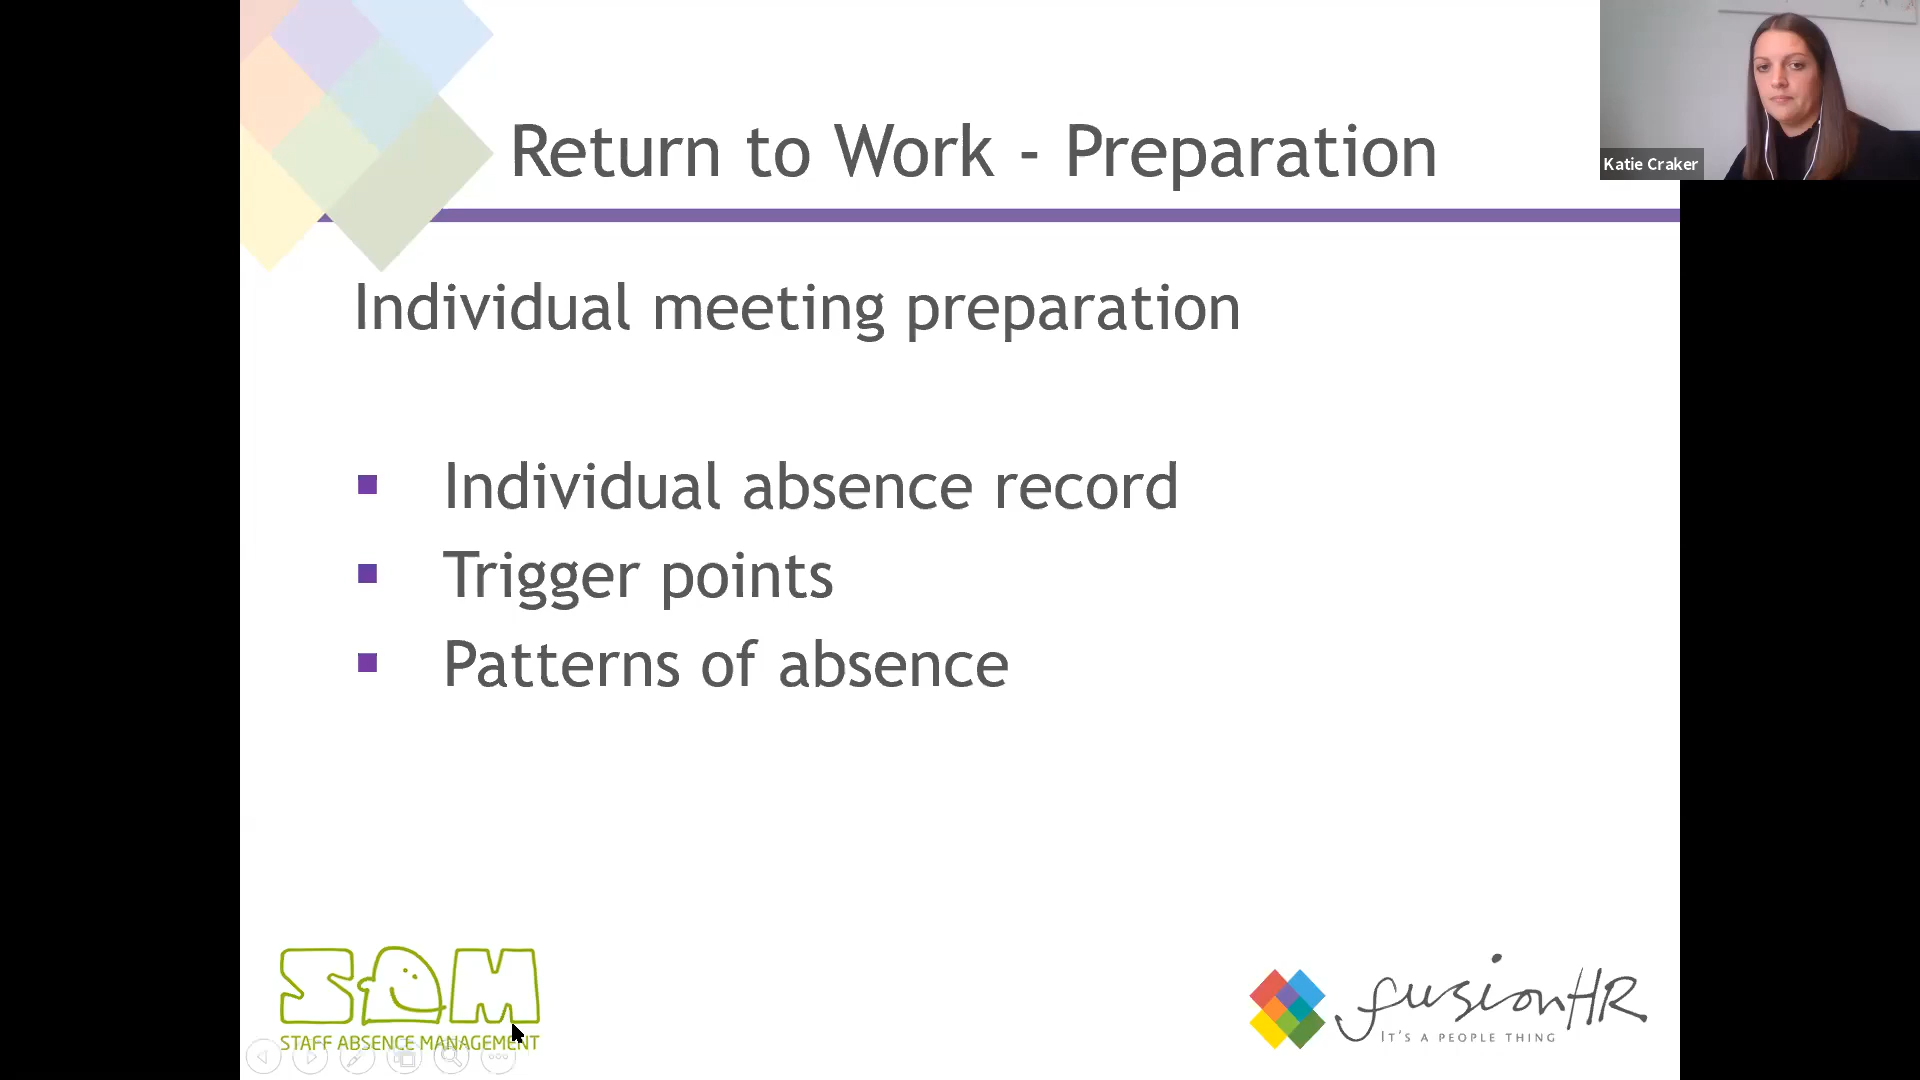 Return to Work - Preparation
Katie Craker
Individual meeting preparation
Individual absence record
Trigger points
Patterns of absence
SAM
STAFF ABSENCE MANAGEMENT
fusionHR
IT'S A PEOPLE THING